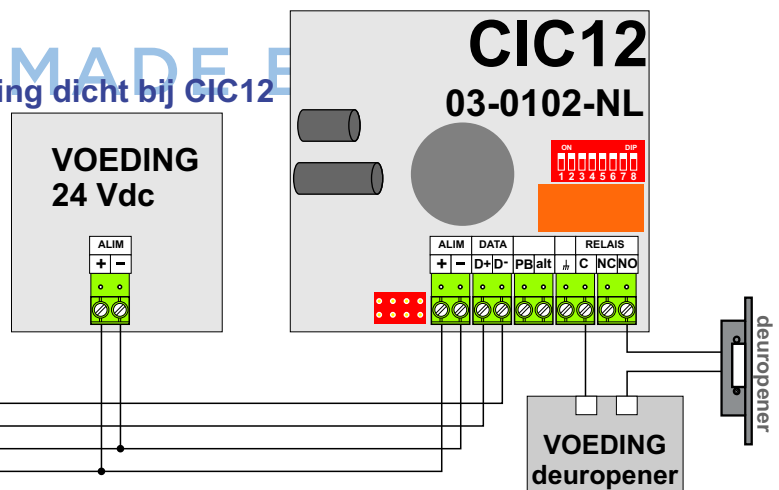 MADE B
ing dicht bij CIC12
CIC12
03-0102-NL
VOEDING
24 Vdc
ON DIP
1 2 3 4 5 6 7 8
ALIM
+ -
ALIM DATA RELAIS
+ - D+ D- PB alt C NC NO
deuropener
VOEDING
deuropener